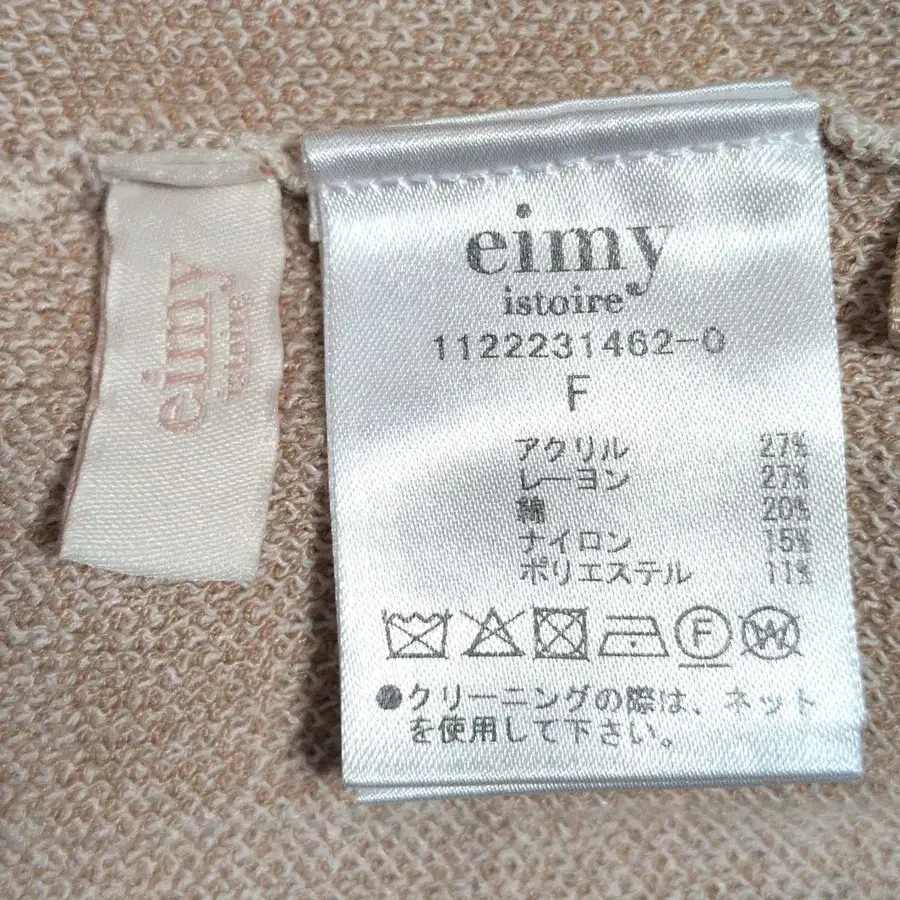 eimy
istoire
eimy
istoire
1122231462-0
F
アクリル 27%
レーヨン 27%
綿 20%
ナイロン 15%
ポリエステル 11%
F
W
●クリーニングの際は、ネット
を使用して下さい。